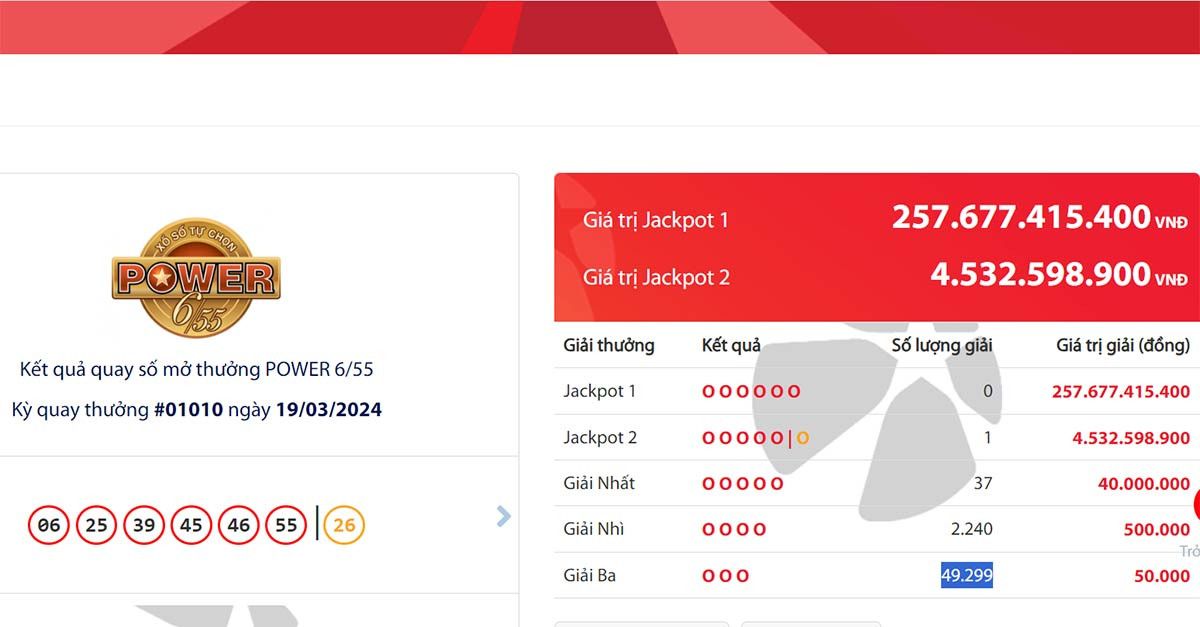 XỔ SỐ TỰ CHỌN
POWER
6/55
Kết quả quay số mở thưởng POWER 6/55
Kỳ quay thưởng #01010 ngày 19/03/2024
06 25 39 45 46 55 | 26
Giá trị Jackpot 1 257.677.415.400 VNĐ
Giá trị Jackpot 2 4.532.598.900 VNĐ
Giải thưởng Kết quả Số lượng giải Giá trị giải (đồng)
Jackpot 1 O O O O O O 0 257.677.415.400
Jackpot 2 O O O O O | O 1 4.532.598.900
Giải Nhất O O O O O 37 40.000.000
Giải Nhì O O O O 2.240 500.000
Giải Ba O O O 49.299 50.000
Trở